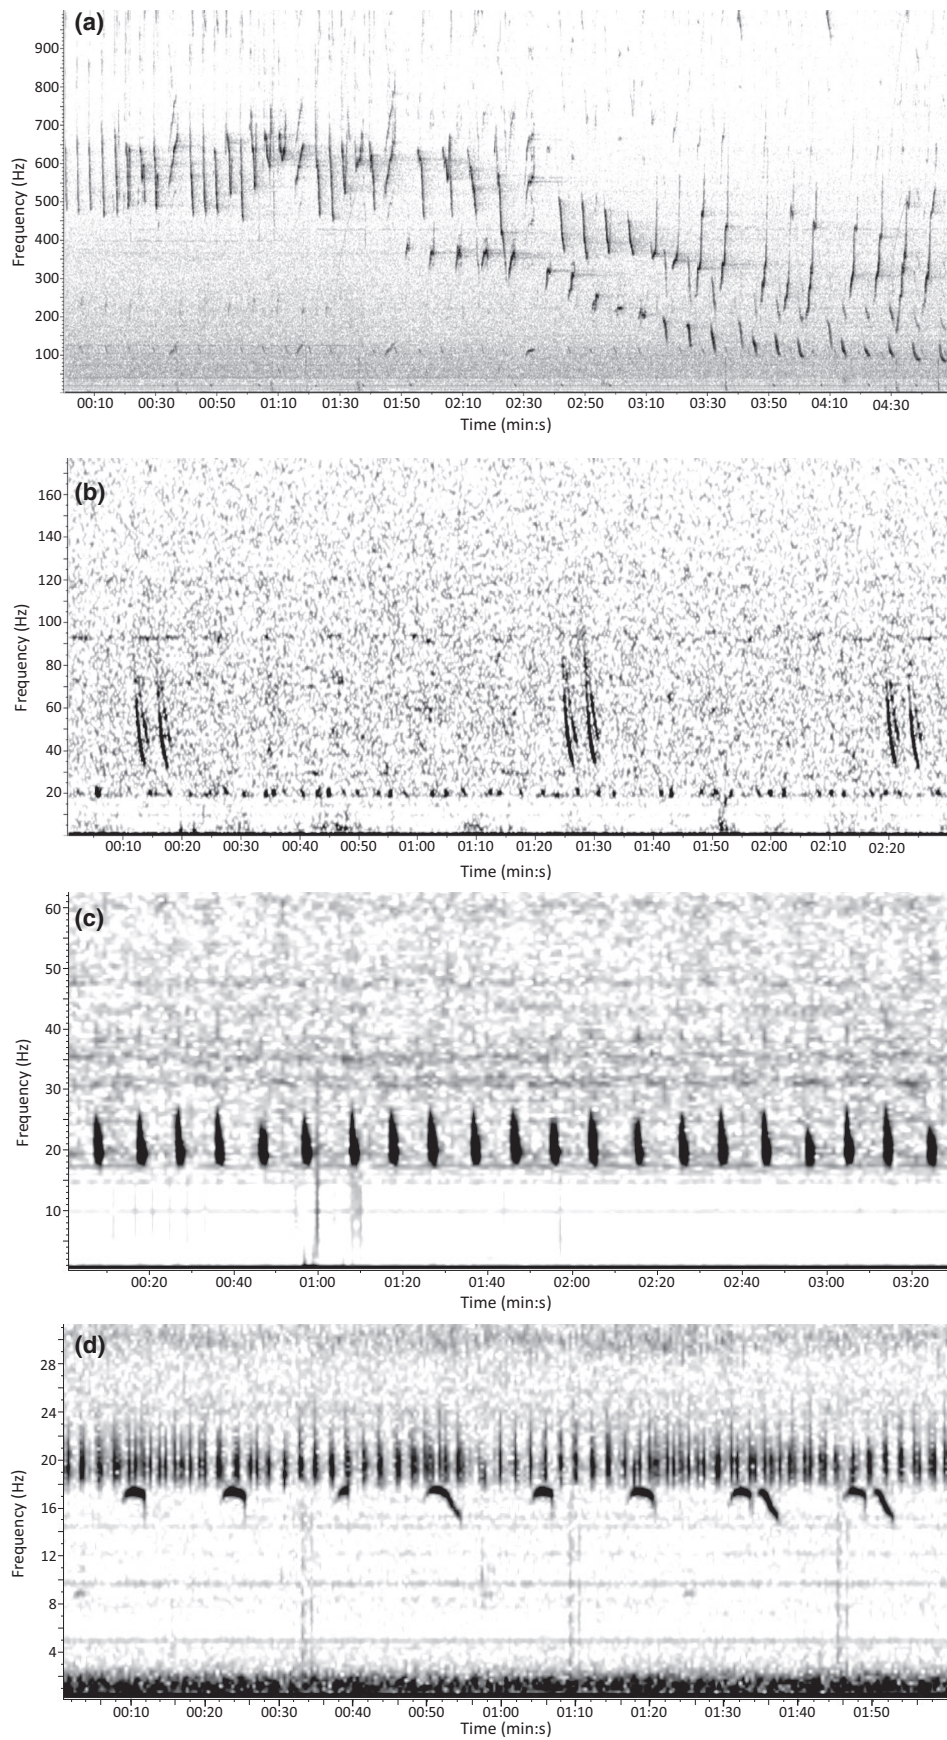 (a)
Frequency (Hz)
900
800
700
600
500
400
300
200
100
00:10 00:30 00:50 01:10 01:30 01:50 02:10 02:30 02:50 03:10 03:30 03:50 04:10 04:30
Time (min:s)
(b)
Frequency (Hz)
160
140
120
100
80
60
40
20
00:10 00:20 00:30 00:40 00:50 01:00 01:10 01:20 01:30 01:40 01:50 02:00 02:10 02:20
Time (min:s)
(c)
Frequency (Hz)
60
50
40
30
20
10
00:20 00:40 01:00 01:20 01:40 02:00 02:20 02:40 03:00 03:20
Time (min:s)
(d)
Frequency (Hz)
28
24
20
16
12
8
4
00:10 00:20 00:30 00:40 00:50 01:00 01:10 01:20 01:30 01:40 01:50
Time (min:s)